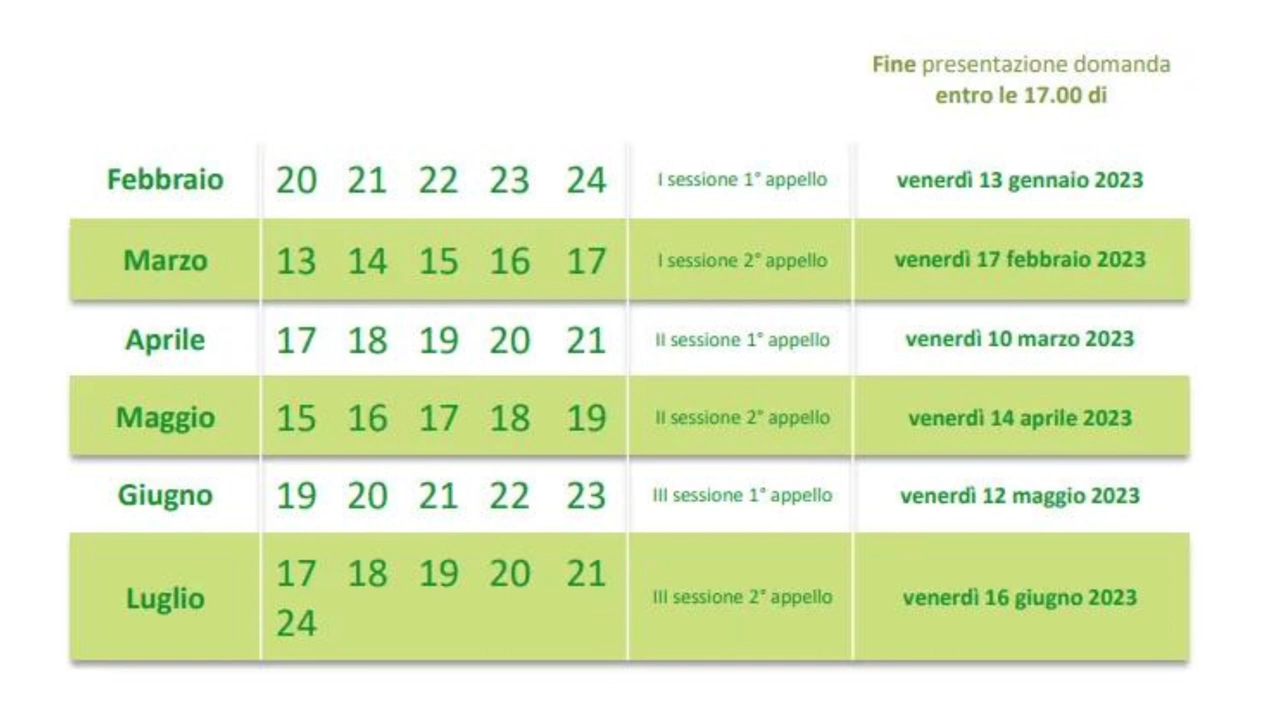 Fine presentazione domanda
entro le 17.00 di
Febbraio 20 21 22 23 24 I sessione 1° appello venerdì 13 gennaio 2023
Marzo 13 14 15 16 17 I sessione 2° appello venerdì 17 febbraio 2023
Aprile 17 18 19 20 21 II sessione 1° appello venerdì 10 marzo 2023
Maggio 15 16 17 18 19 II sessione 2° appello venerdì 14 aprile 2023
Giugno 19 20 21 22 23 III sessione 1° appello venerdì 12 maggio 2023
Luglio 17 18 19 20 21 III sessione 2° appello venerdì 16 giugno 2023
24